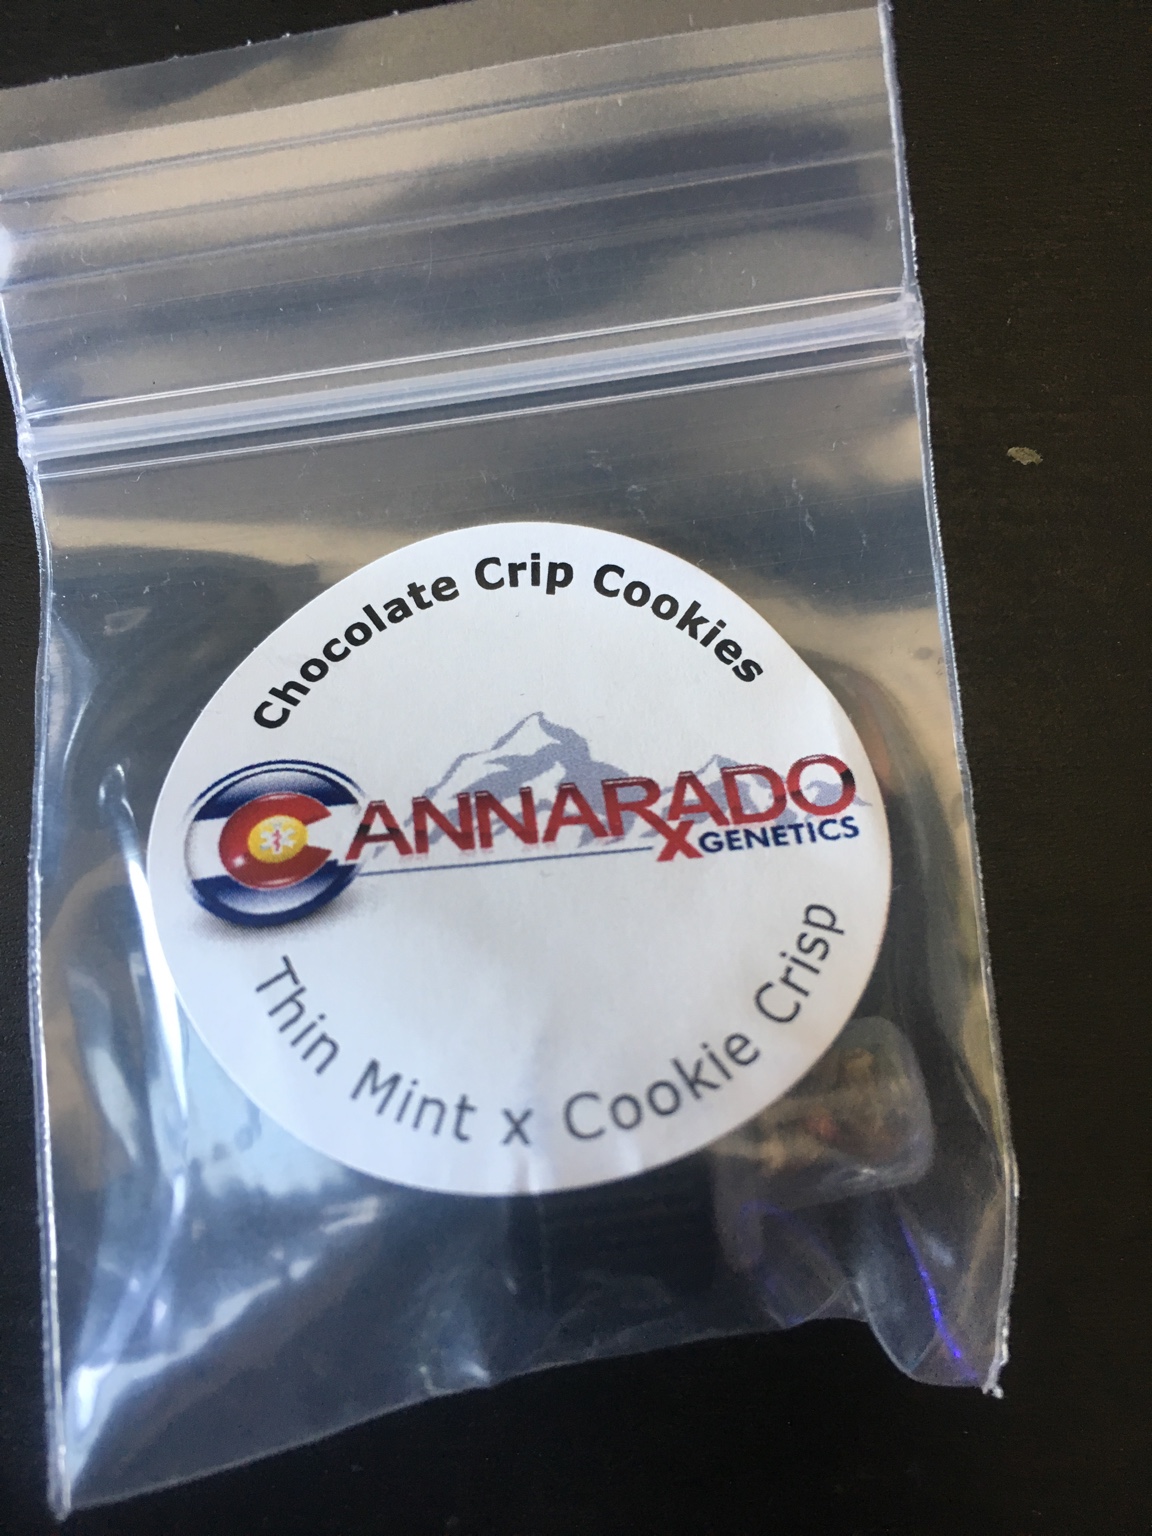 Chocolate Crip Cookies
CANNARADO
X GENETICS
Thin Mint x Cookie Crisp